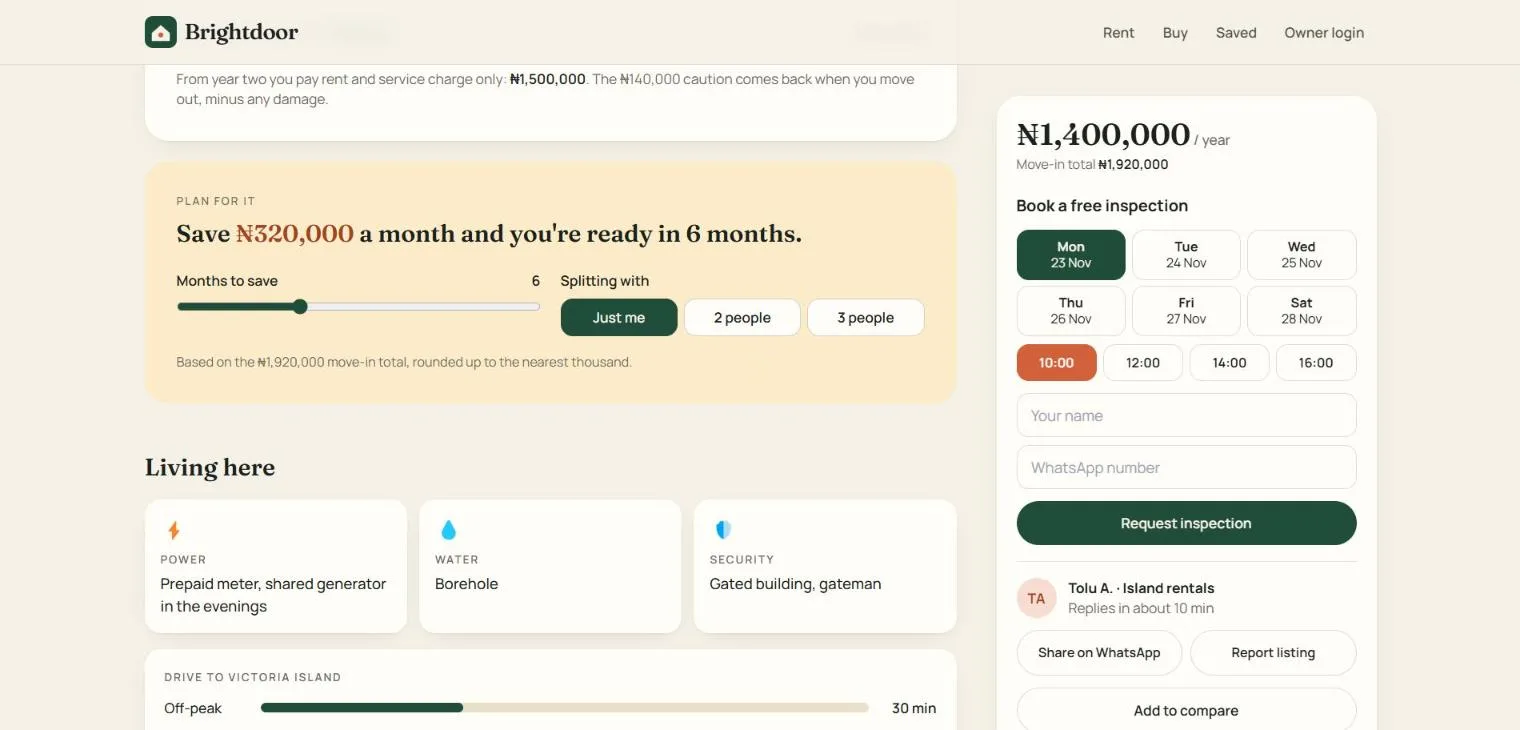 Brightdoor
Rent Buy Saved Owner login
From year two you pay rent and service charge only: ₦1,500,000. The ₦140,000 caution comes back when you move
out, minus any damage.
PLAN FOR IT
Save ₦320,000 a month and you're ready in 6 months.
Months to save 6
Splitting with
Just me 2 people 3 people
Based on the ₦1,920,000 move-in total, rounded up to the nearest thousand.
Living here
POWER
Prepaid meter, shared generator
in the evenings
WATER
Borehole
SECURITY
Gated building, gateman
DRIVE TO VICTORIA ISLAND
Off-peak 30 min
₦1,400,000 / year
Move-in total ₦1,920,000
Book a free inspection
Mon Tue Wed
23 Nov 24 Nov 25 Nov
Thu Fri Sat
26 Nov 27 Nov 28 Nov
10:00 12:00 14:00 16:00
Your name
WhatsApp number
Request inspection
TA
Tolu A. · Island rentals
Replies in about 10 min
Share on WhatsApp Report listing
Add to compare